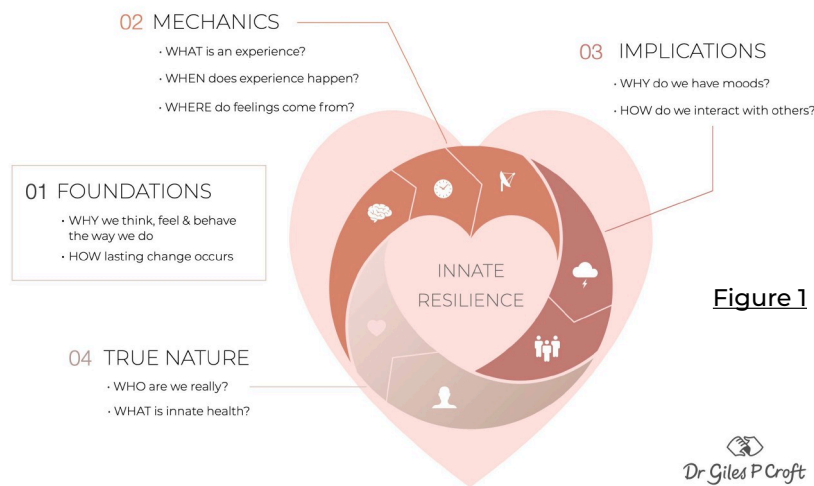 01 FOUNDATIONS
· WHY we think, feel & behave
the way we do
· HOW lasting change occurs
02 MECHANICS
· WHAT is an experience?
· WHEN does experience happen?
· WHERE do feelings come from?
03 IMPLICATIONS
· WHY do we have moods?
· HOW do we interact with others?
04 TRUE NATURE
· WHO are we really?
· WHAT is innate health?
INNATE
RESILIENCE
Figure 1
Dr Giles P Croft